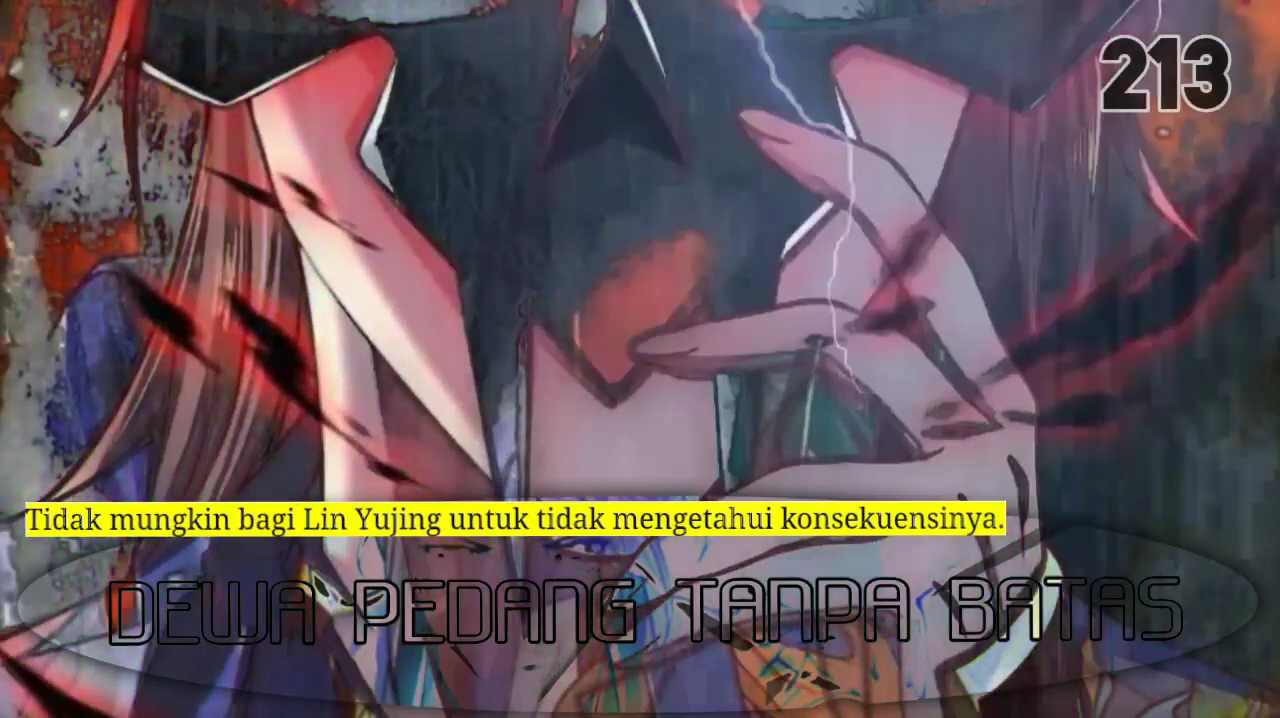 213
Tidak mungkin bagi Lin Yujing untuk tidak mengetahui konsekuensinya.
DEWA PEDANG TANPA BATAS